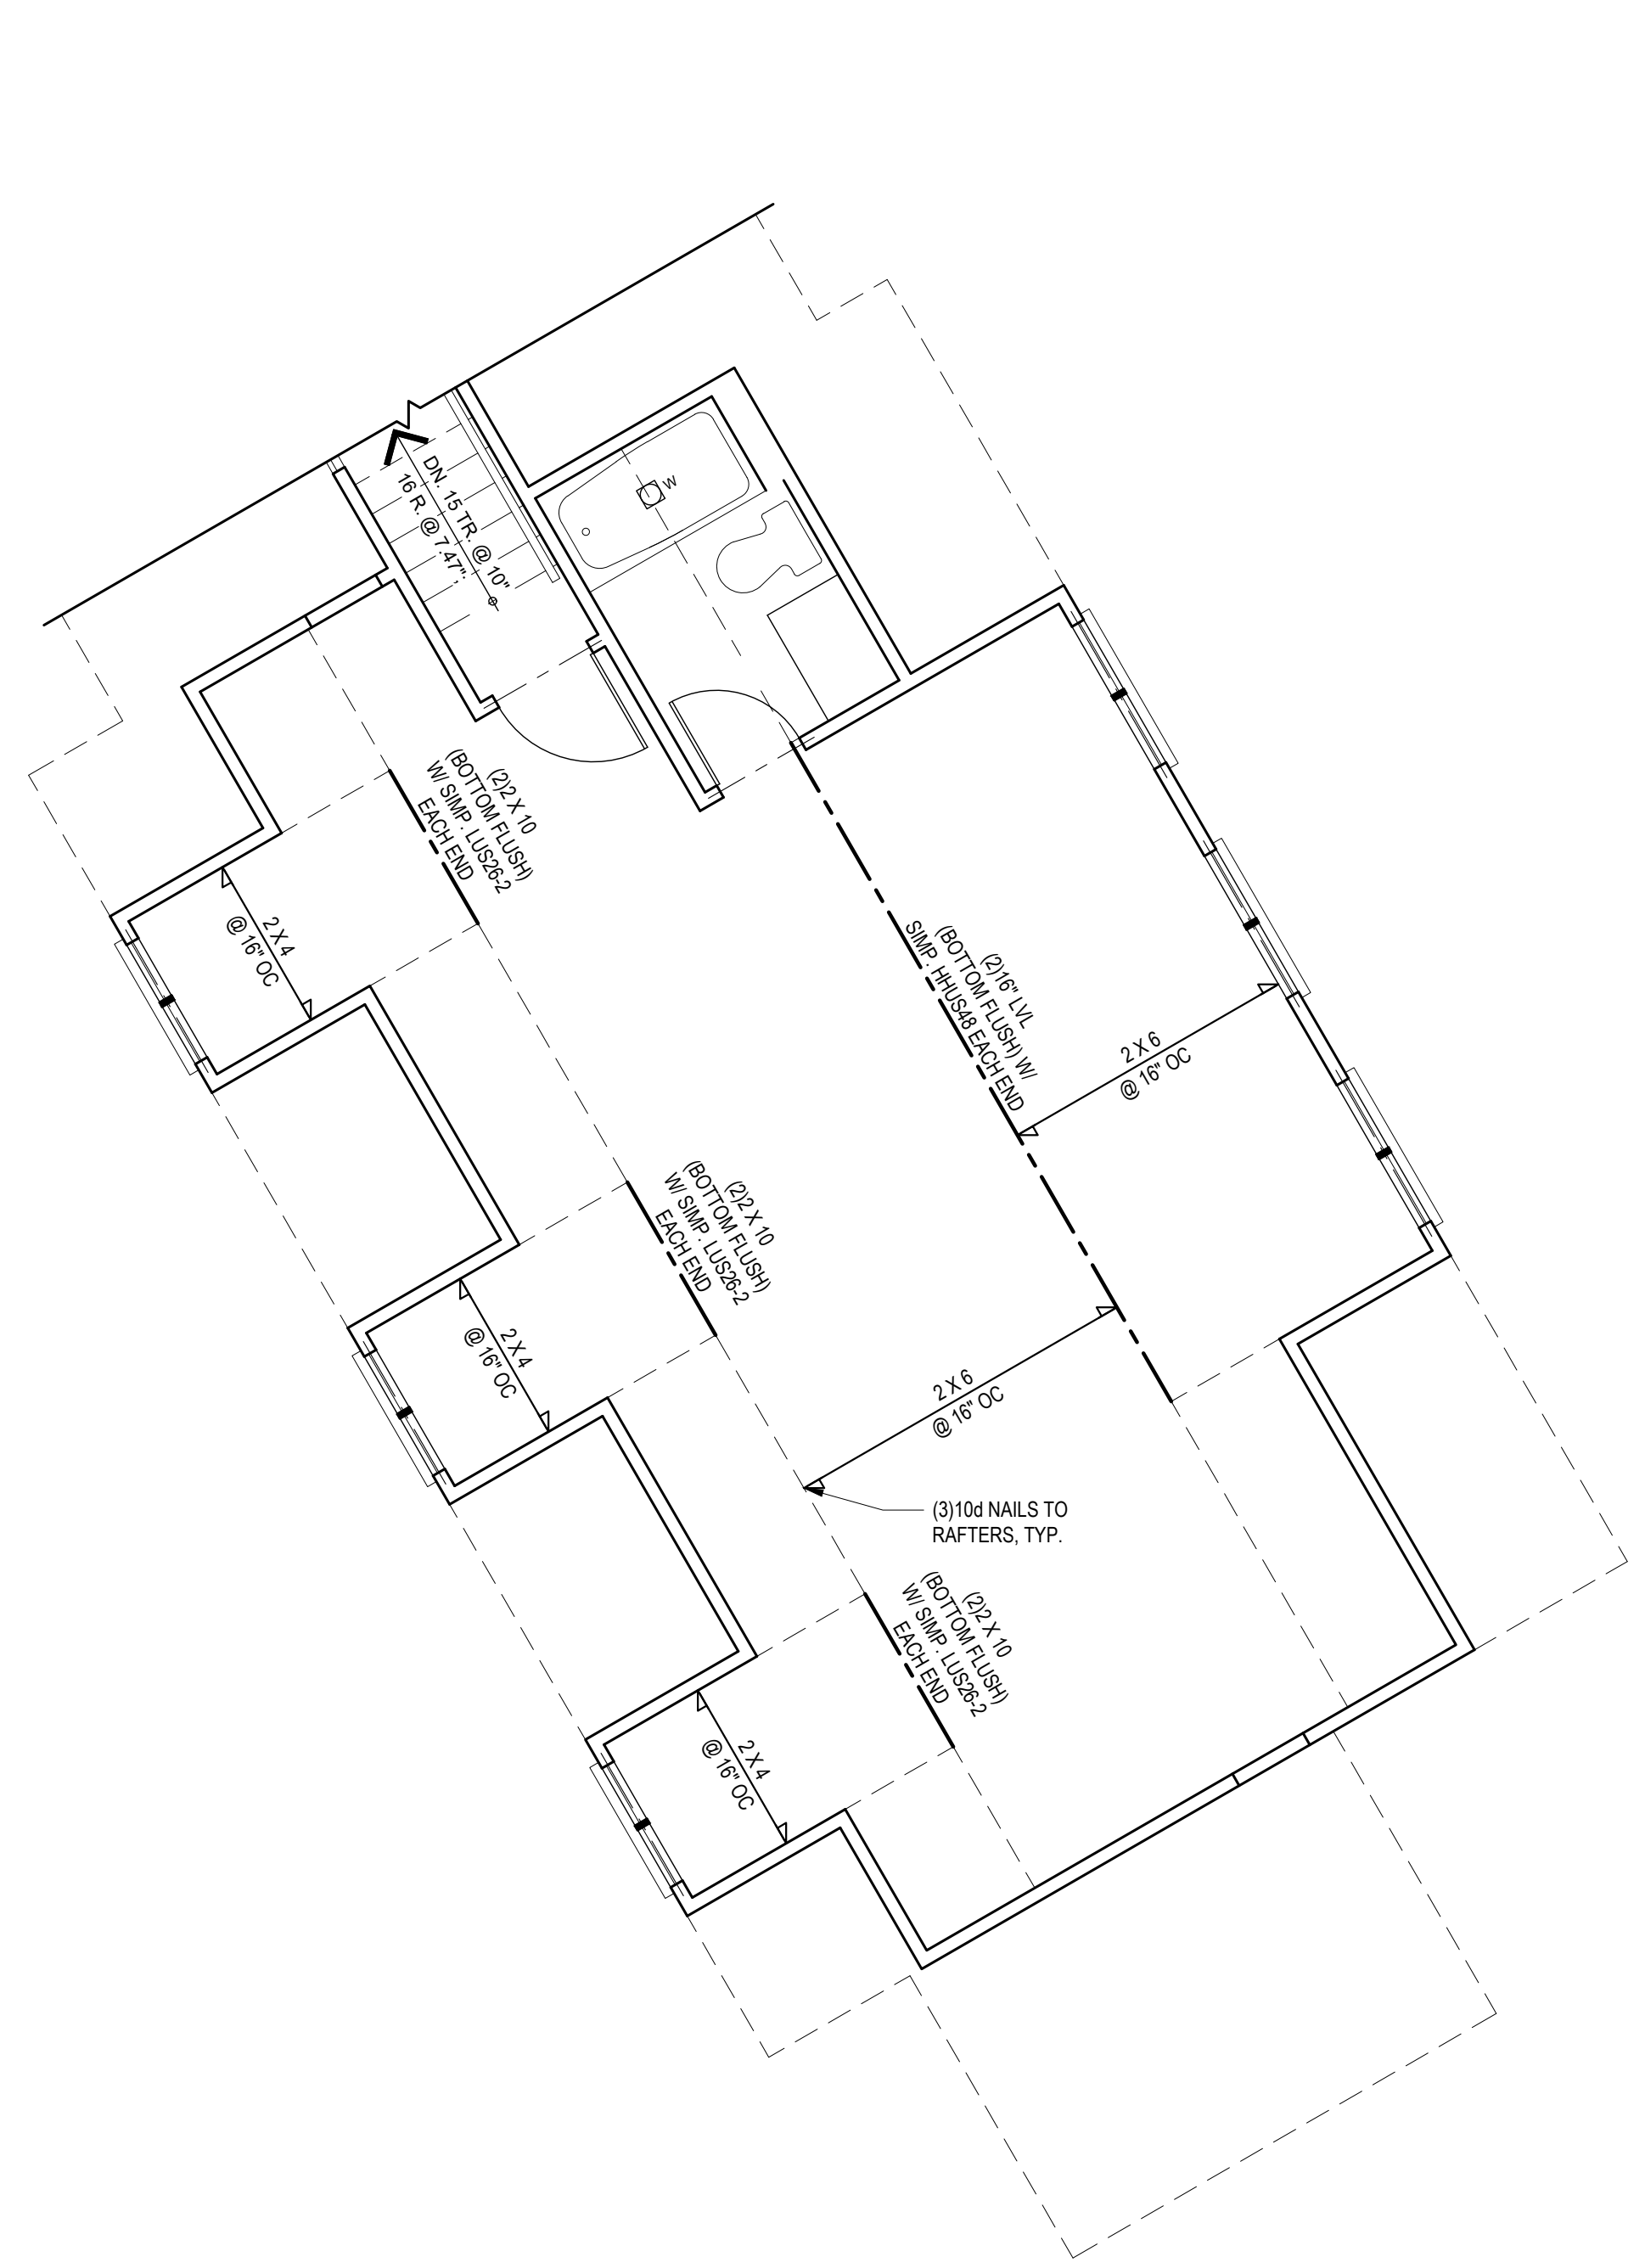 DN. 15 TR. @ 10"
16 R. @ 7.47",
W
(2)2 X 10
(BOTTOM FLUSH)
W/ SIMP. LUS26-2
EACH END
2 X 4
@ 16" OC
(2)16" LVL
(BOTTOM FLUSH) W/
SIMP. HHUS48 EACH END
2 X 6
@ 16" OC
(2)2 X 10
(BOTTOM FLUSH)
W/ SIMP. LUS26-2
EACH END
2 X 4
@ 16" OC
2 X 6
@ 16" OC
(3)10d NAILS TO
RAFTERS, TYP.
(2)2 X 10
(BOTTOM FLUSH)
W/ SIMP. LUS26-2
EACH END
2 X 4
@ 16" OC